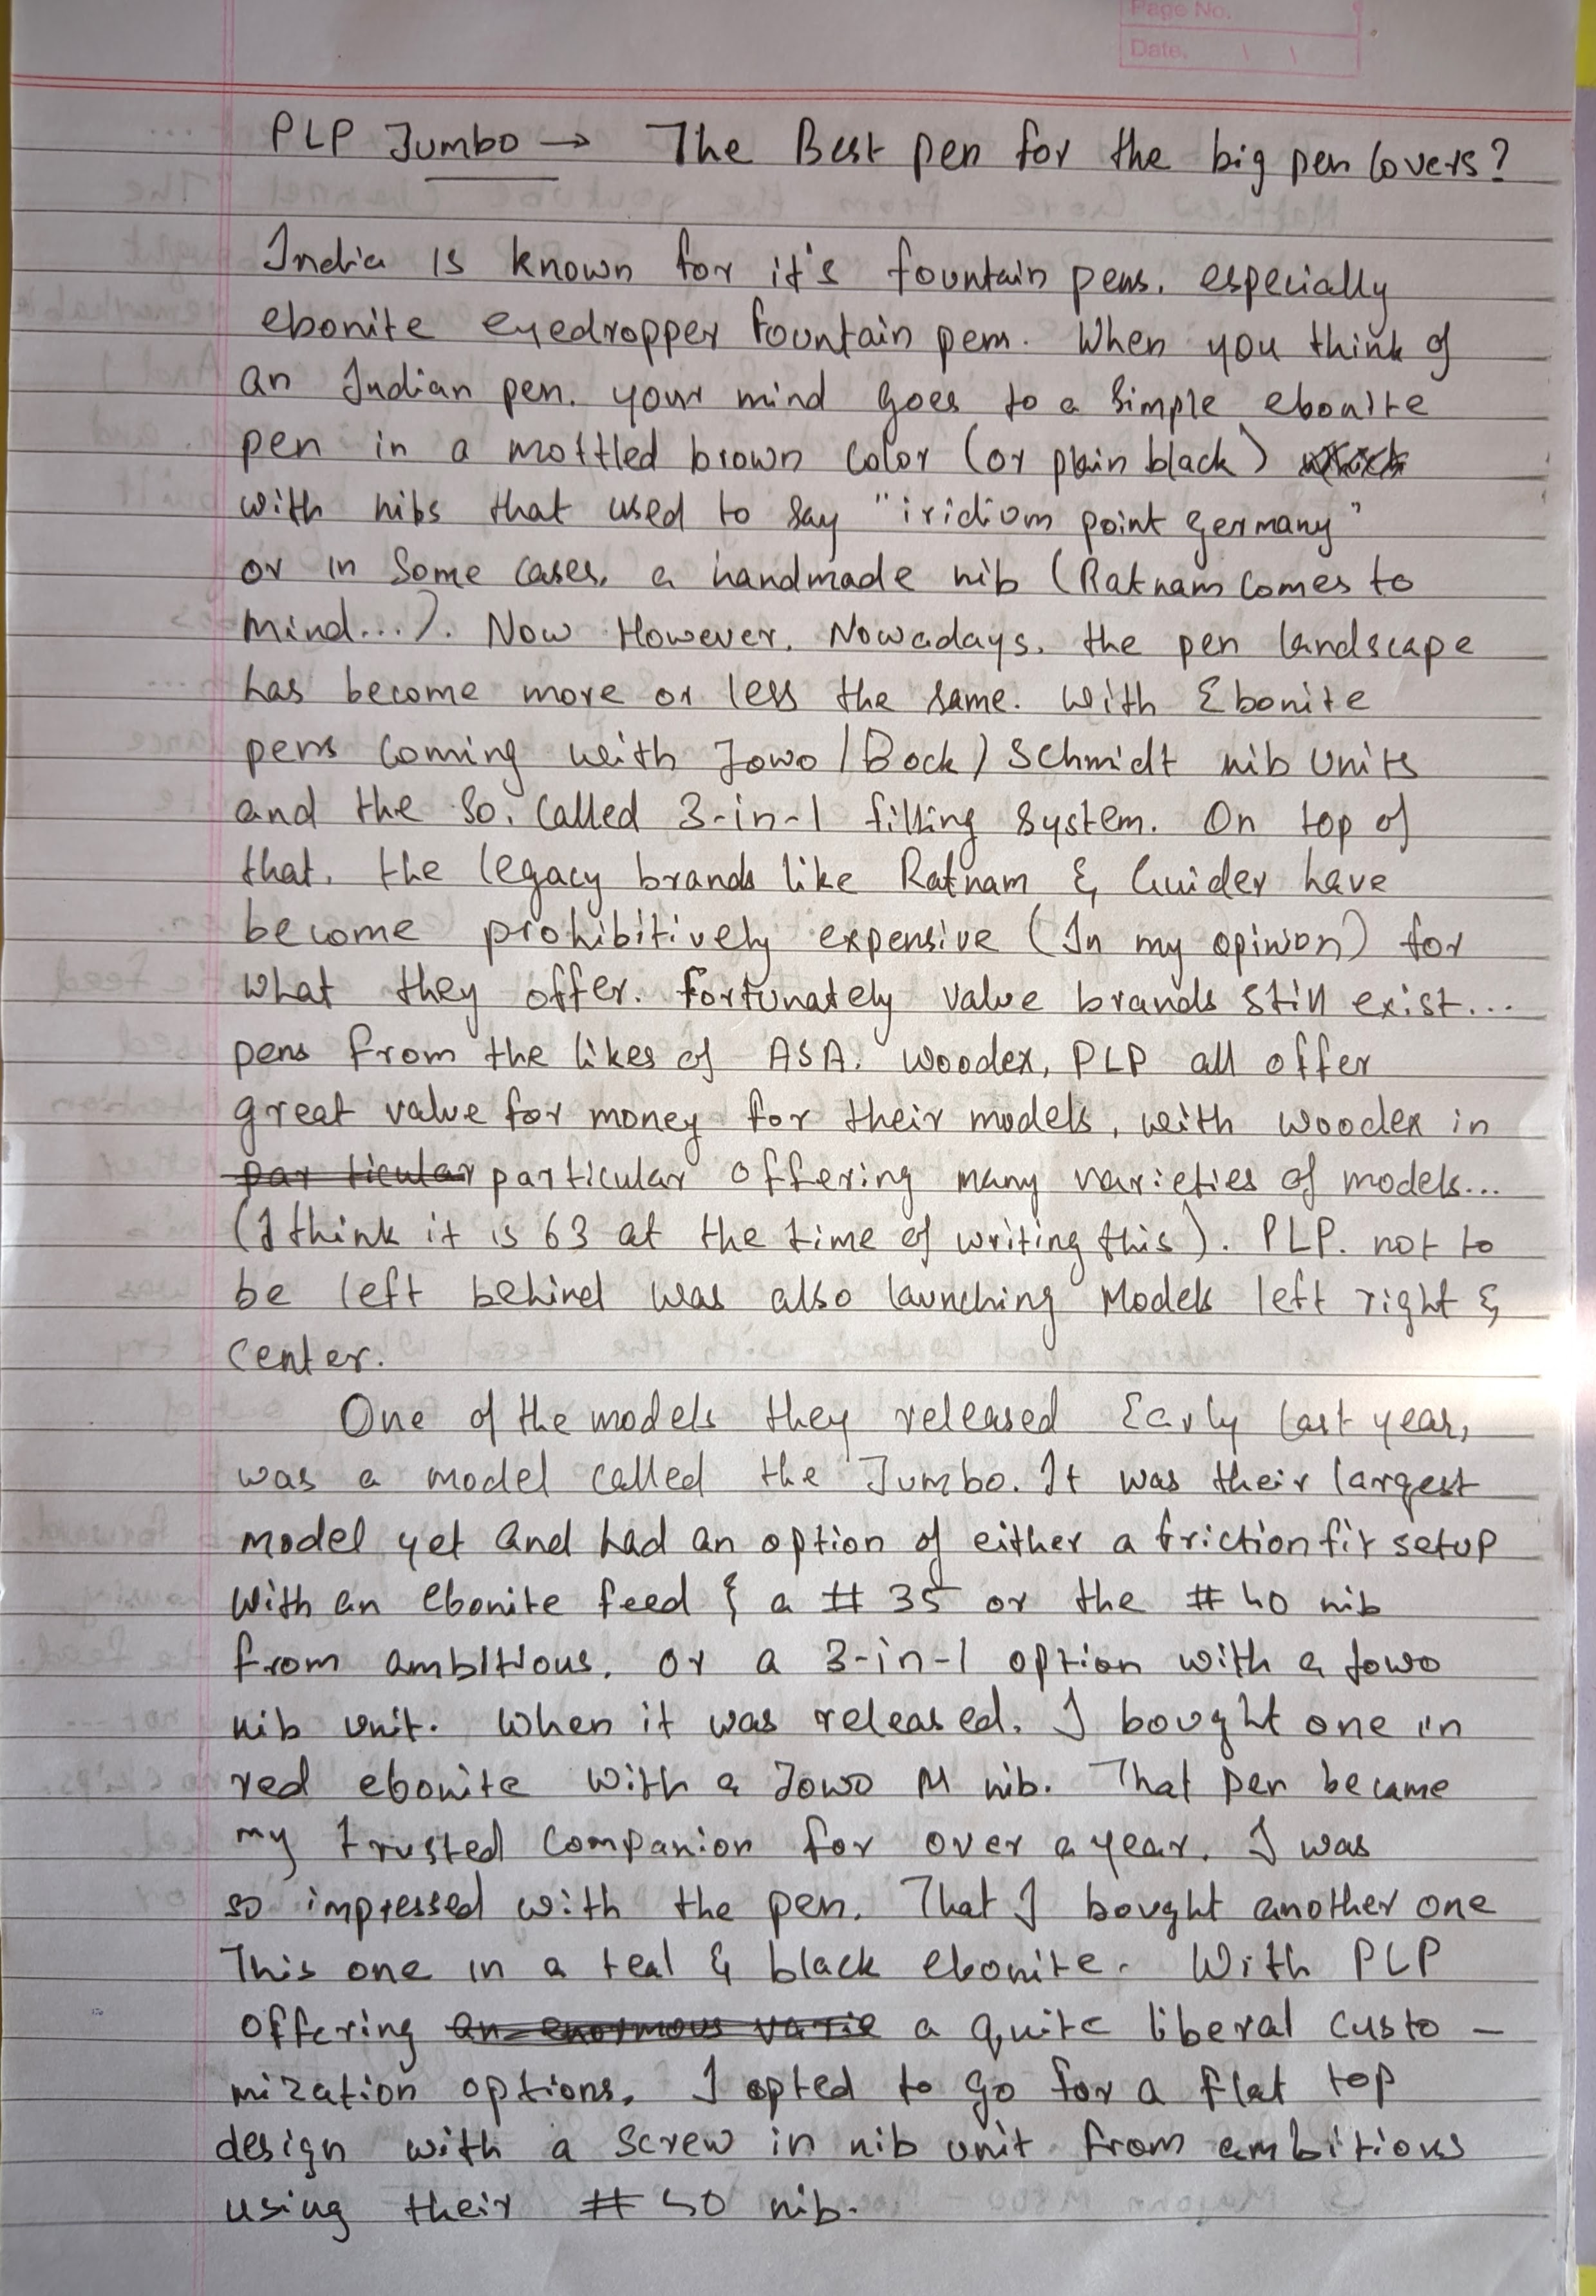 Page No.
Date.
PLP Jumbo → The Best pen for the big pen lovers?
India is known for it's fountain pens. especially
ebonite eyedropper fountain pens. When you think of
an Indian pen. your mind goes to a simple ebonite
pen in a mottled brown color (or plain black)
with nibs that used to say "iridium point germany"
or in some cases, a handmade nib (Ratnam comes to
mind...). Now However. Nowadays. the pen landscape
has become more or less the same. With Ebonite
pens coming with Jowo / Bock / Schmidt nib units
and the so. called 3-in-1 filling system. On top of
that, the legacy brands like Ratnam & Guider have
become prohibitively expensive (In my opinion) for
what they offer. Fortunately value brands still exist...
pens from the likes of ASA. Woodex, PLP all offer
great value for money for their models, with woodex in
particular particular offering many varieties of models...
(I think it is 63 at the time of writing this). PLP. not to
be left behind was also launching Models left right &
center.
One of the models they released Early last year,
was a model called the Jumbo. It was their largest
model yet and had an option of either a friction fit setup
with an ebonite feed & a # 35 or the # 40 nib
from ambitious. or a 3-in-1 option with a Jowo
nib unit. When it was released. I bought one in
red ebonite with a Jowo M nib. That pen became
my trusted companion for over a year. I was
so impressed with the pen. That I bought another one
This one in a teal & black ebonite. With PLP
offering an enormous varie a quite liberal custo-
mization options, I opted to go for a flat top
design with a screw in nib unit from ambitious
using their # nib.